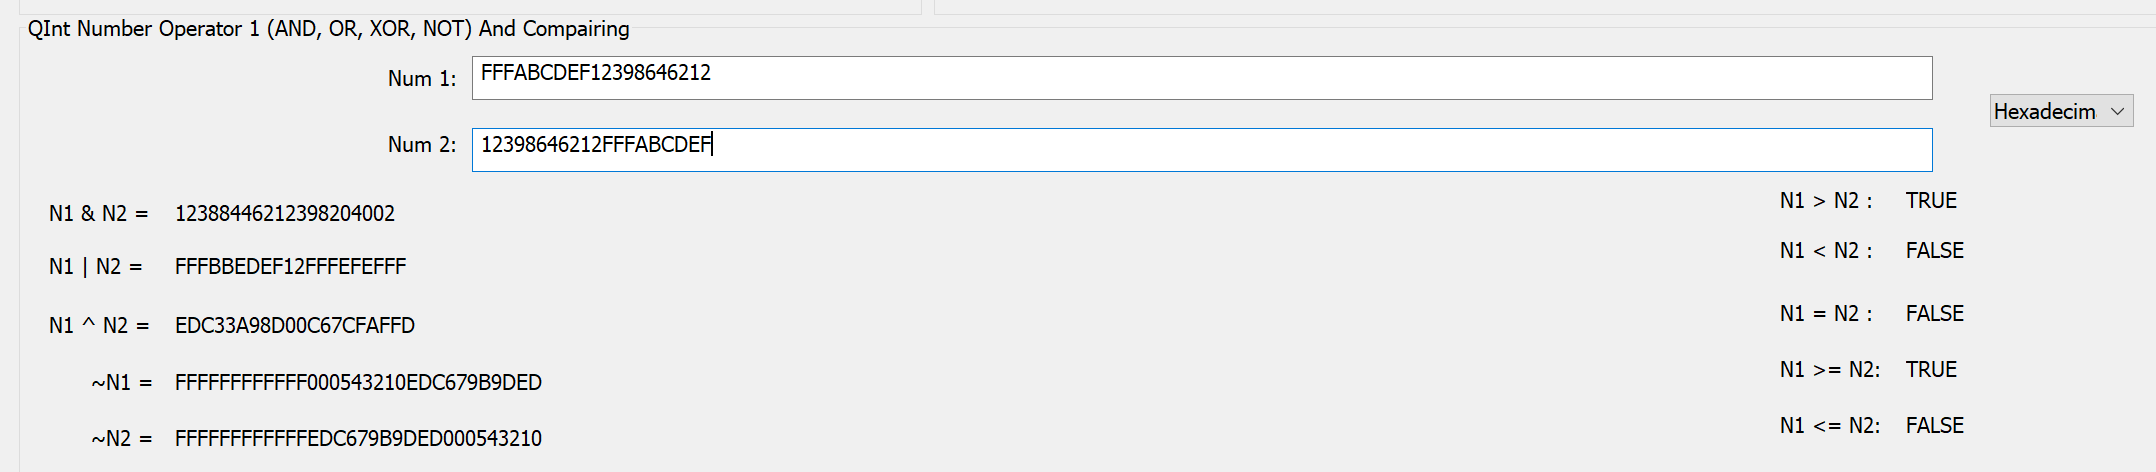 QInt Number Operator 1 (AND, OR, XOR, NOT) And Compairing
Num 1: FFFABCDEF12398646212
Hexadecim
Num 2: 12398646212FFFABCDEF
N1 & N2 = 12388446212398204002
N1 > N2 : TRUE
N1 | N2 = FFFBBEDEF12FFFEFEFFF
N1 < N2 : FALSE
N1 ^ N2 = EDC33A98D00C67CFAFFD
N1 = N2 : FALSE
~N1 = FFFFFFFFFFFF000543210EDC679B9DED
N1 >= N2: TRUE
~N2 = FFFFFFFFFFFFEDC679B9DED000543210
N1 <= N2: FALSE